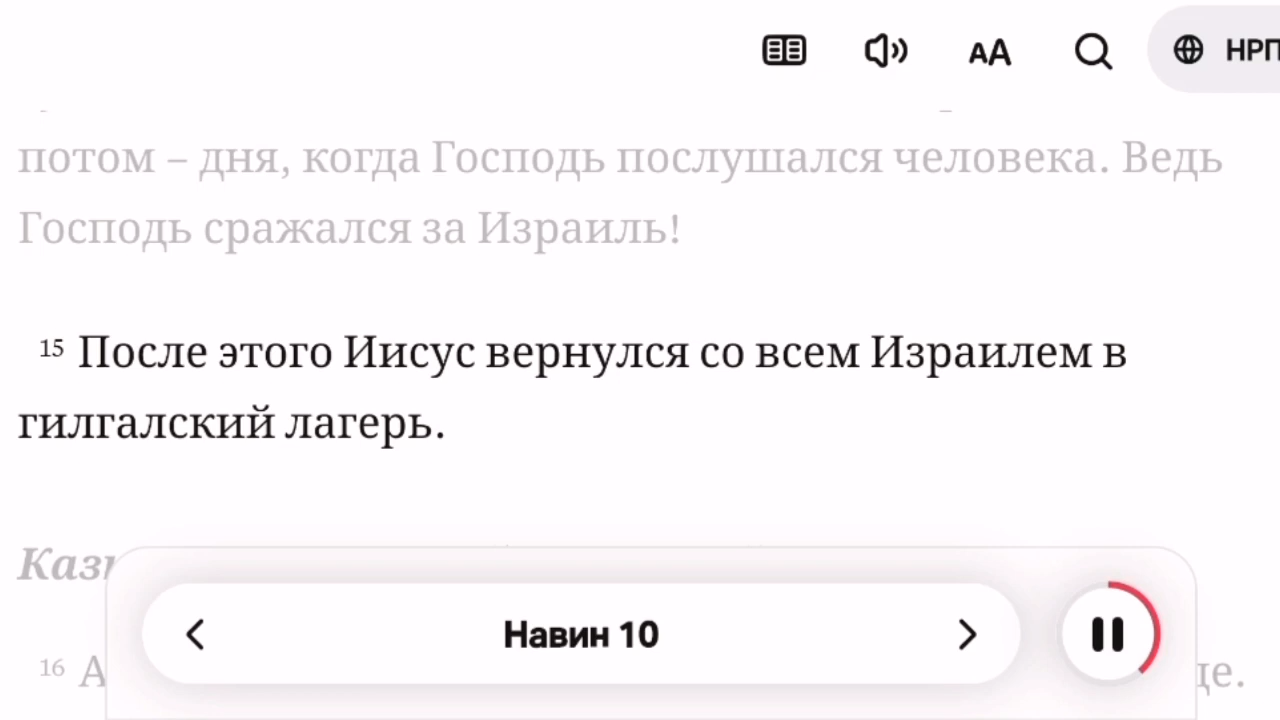 AA
НРП
потом – дня, когда Господь послушался человека. Ведь
Господь сражался за Израиль!
15 После этого Иисус вернулся со всем Израилем в
гилгалский лагерь.
16 А
Навин 10